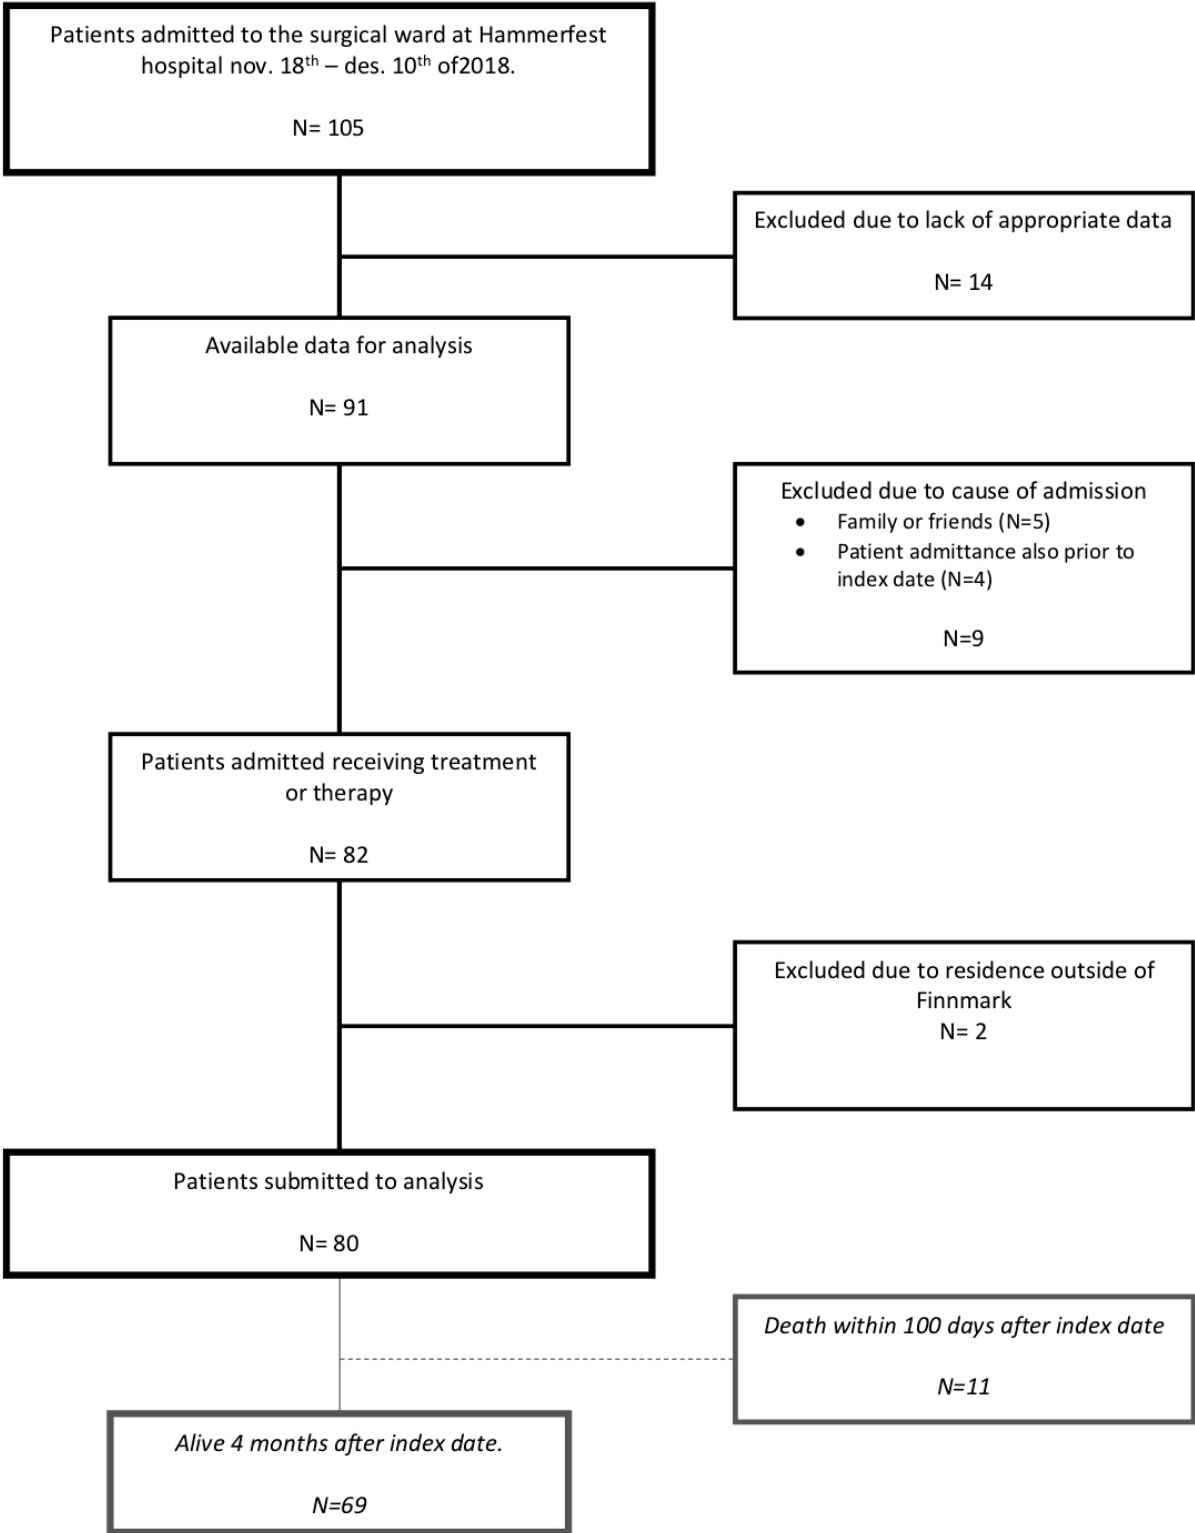 Patients admitted to the surgical ward at Hammerfest
hospital nov. 18th – des. 10th of2018.
N= 105
Excluded due to lack of appropriate data
N= 14
Available data for analysis
N= 91
Excluded due to cause of admission
• Family or friends (N=5)
• Patient admittance also prior to
index date (N=4)
N=9
Patients admitted receiving treatment
or therapy
N= 82
Excluded due to residence outside of
Finnmark
N= 2
Patients submitted to analysis
N= 80
Death within 100 days after index date
N=11
Alive 4 months after index date.
N=69